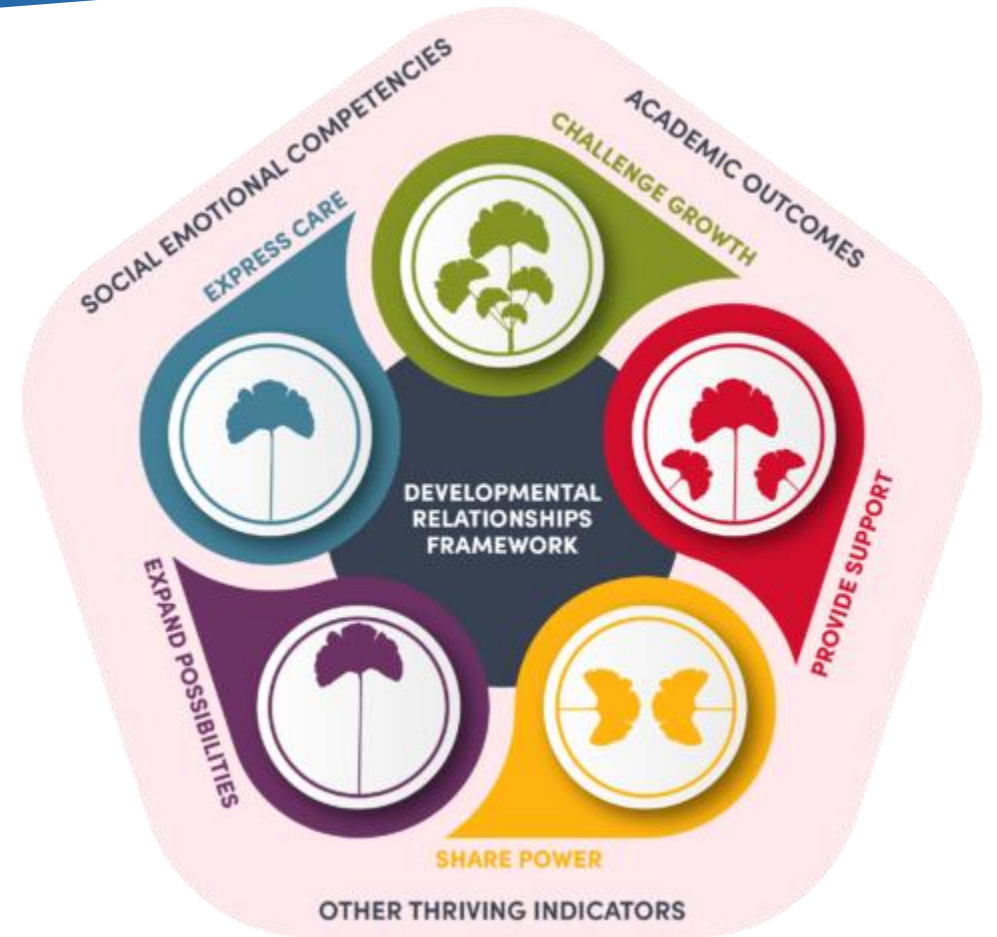 SOCIAL EMOTIONAL COMPETENCIES
ACADEMIC OUTCOMES
EXPRESS CARE
CHALLENGE GROWTH
DEVELOPMENTAL
RELATIONSHIPS
FRAMEWORK
PROVIDE SUPPORT
EXPAND POSSIBILITIES
SHARE POWER
OTHER THRIVING INDICATORS